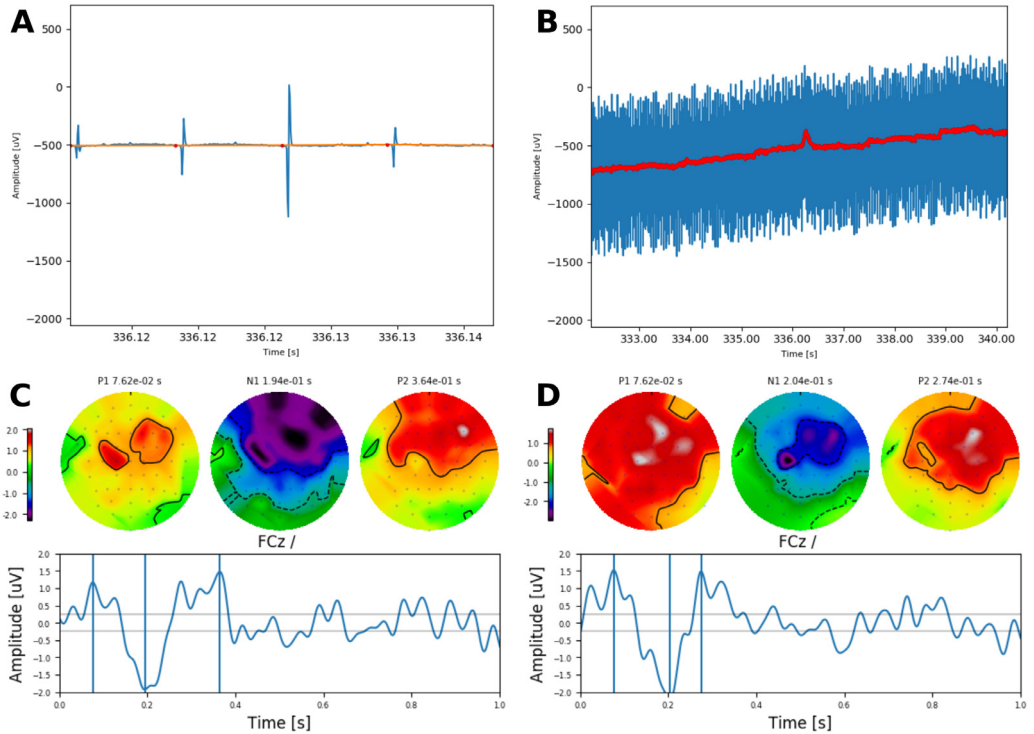 A
500
0
−500
−1000
−1500
−2000
Amplitude [uV]
336.12 336.12 336.12 336.13 336.13 336.14
Time [s]
B
500
0
−500
−1000
−1500
−2000
Amplitude [uV]
333.00 334.00 335.00 336.00 337.00 338.00 339.00 340.00
Time [s]
C
P1 7.62e-02 s N1 1.94e-01 s P2 3.64e-01 s
2.0
1.0
0.0
-1.0
-2.0
FCz /
2.0
1.5
1.0
0.5
0.0
−0.5
−1.0
−1.5
−2.0
Amplitude [uV]
0.0 0.2 0.4 0.6 0.8 1.0
Time [s]
D
P1 7.62e-02 s N1 2.04e-01 s P2 2.74e-01 s
1.0
0.0
-1.0
-2.0
FCz /
2.0
1.5
1.0
0.5
0.0
−0.5
−1.0
−1.5
−2.0
Amplitude [uV]
0.0 0.2 0.4 0.6 0.8 1.0
Time [s]